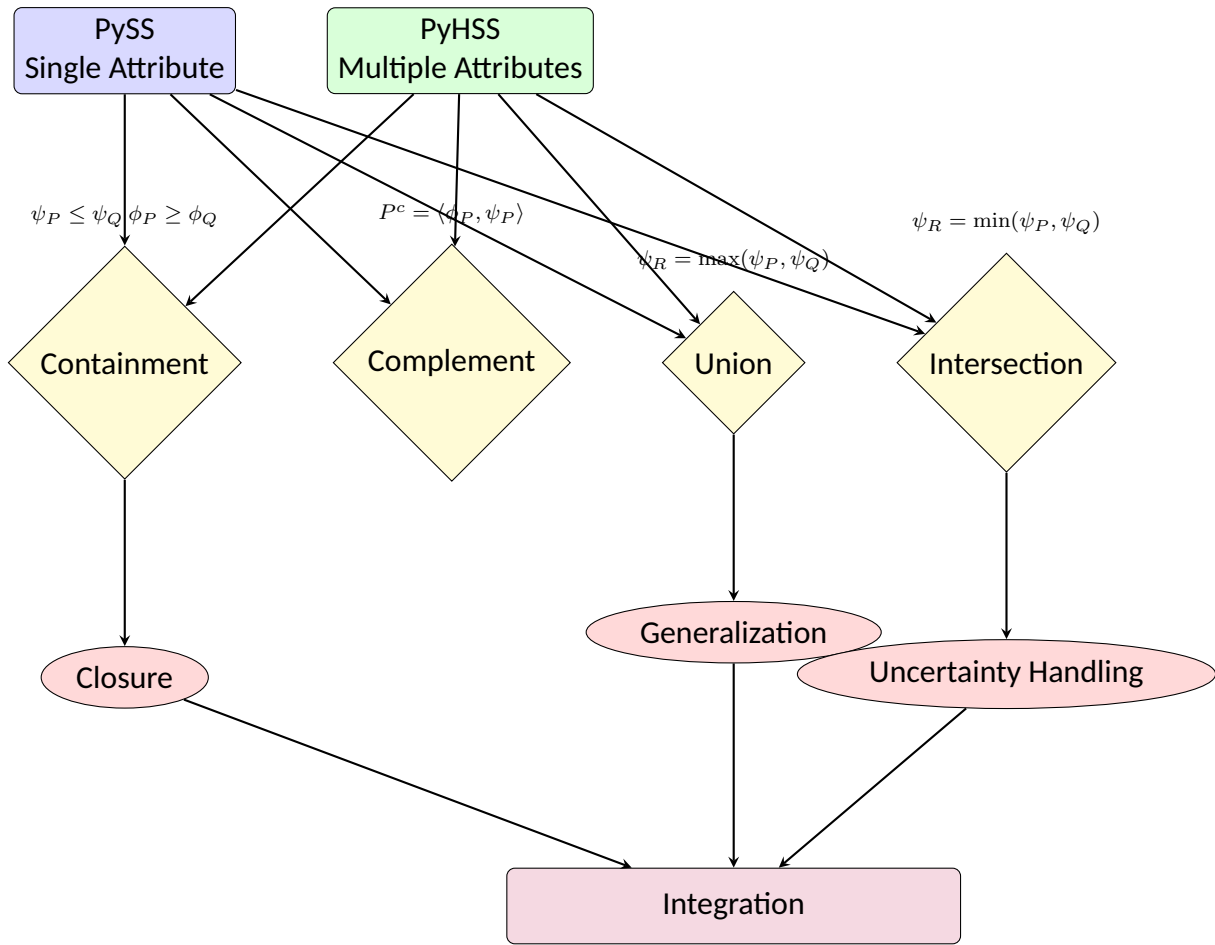 PySS
Single Attribute
PyHSS
Multiple Attributes
ψ_P ≤ ψ_Q ϕ_P ≥ ϕ_Q
P^c = ⟨ϕ_P, ψ_P⟩
ψ_R = max(ψ_P, ψ_Q)
ψ_R = min(ψ_P, ψ_Q)
Containment
Complement
Union
Intersection
Closure
Generalization
Uncertainty Handling
Integration